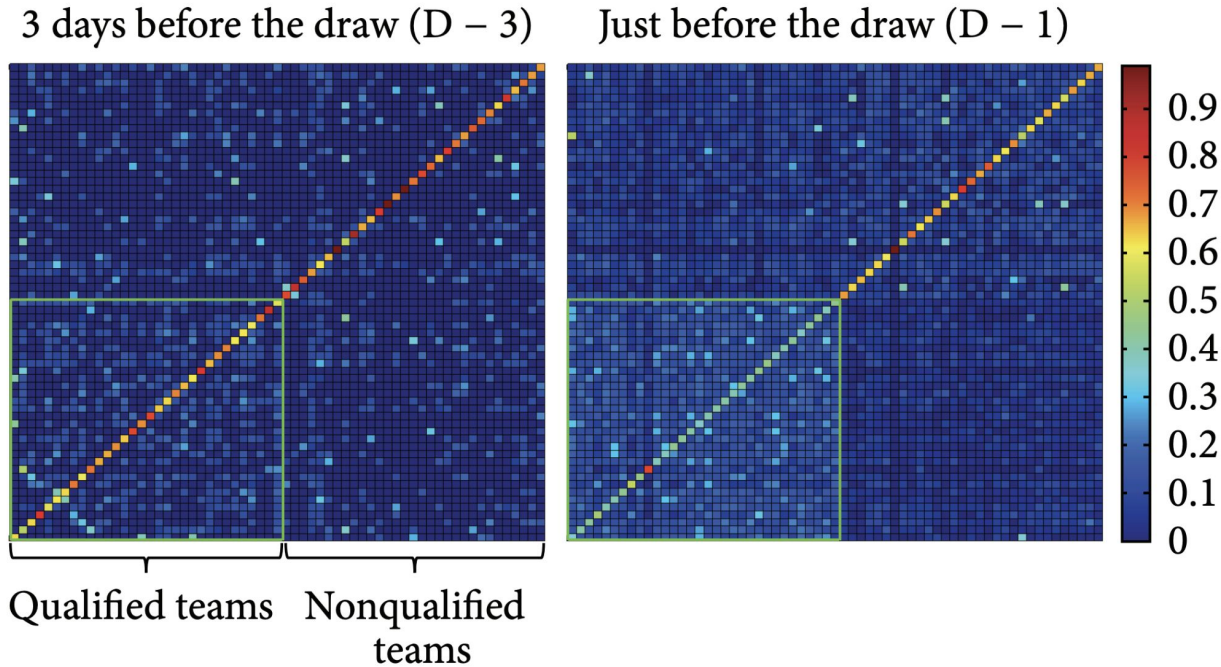 3 days before the draw (D − 3)
Just before the draw (D − 1)
0.9
0.8
0.7
0.6
0.5
0.4
0.3
0.2
0.1
0
Qualified teams
Nonqualified
teams